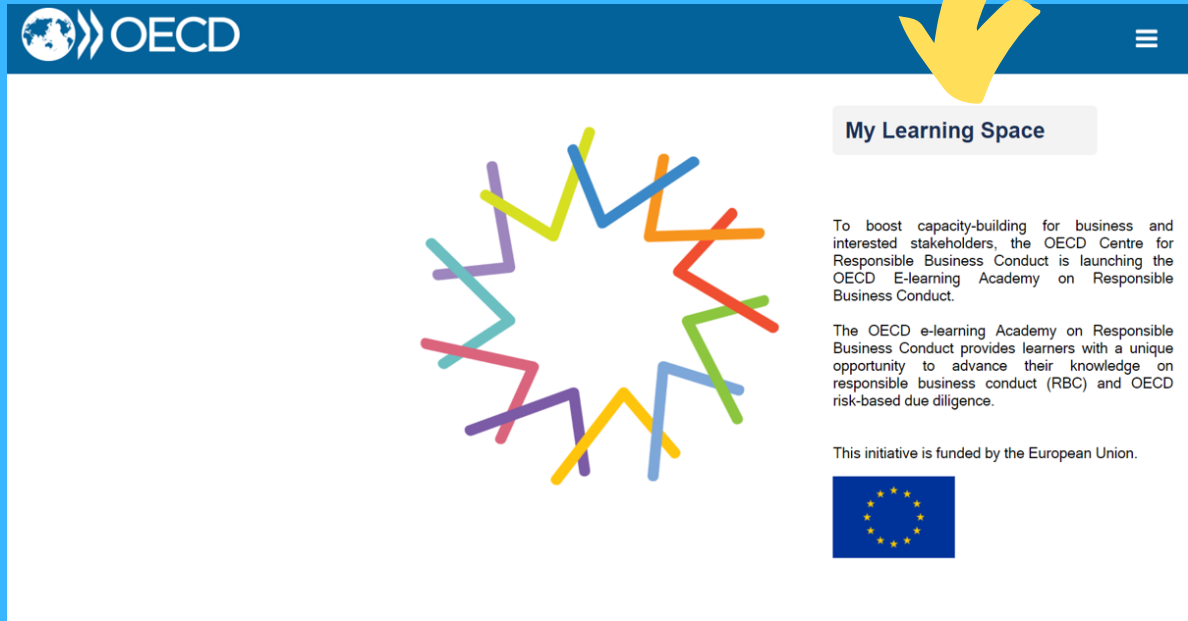 OECD
My Learning Space
To boost capacity-building for business and
interested stakeholders, the OECD Centre for
Responsible Business Conduct is launching the
OECD E-learning Academy on Responsible
Business Conduct.
The OECD e-learning Academy on Responsible
Business Conduct provides learners with a unique
opportunity to advance their knowledge on
responsible business conduct (RBC) and OECD
risk-based due diligence.
This initiative is funded by the European Union.